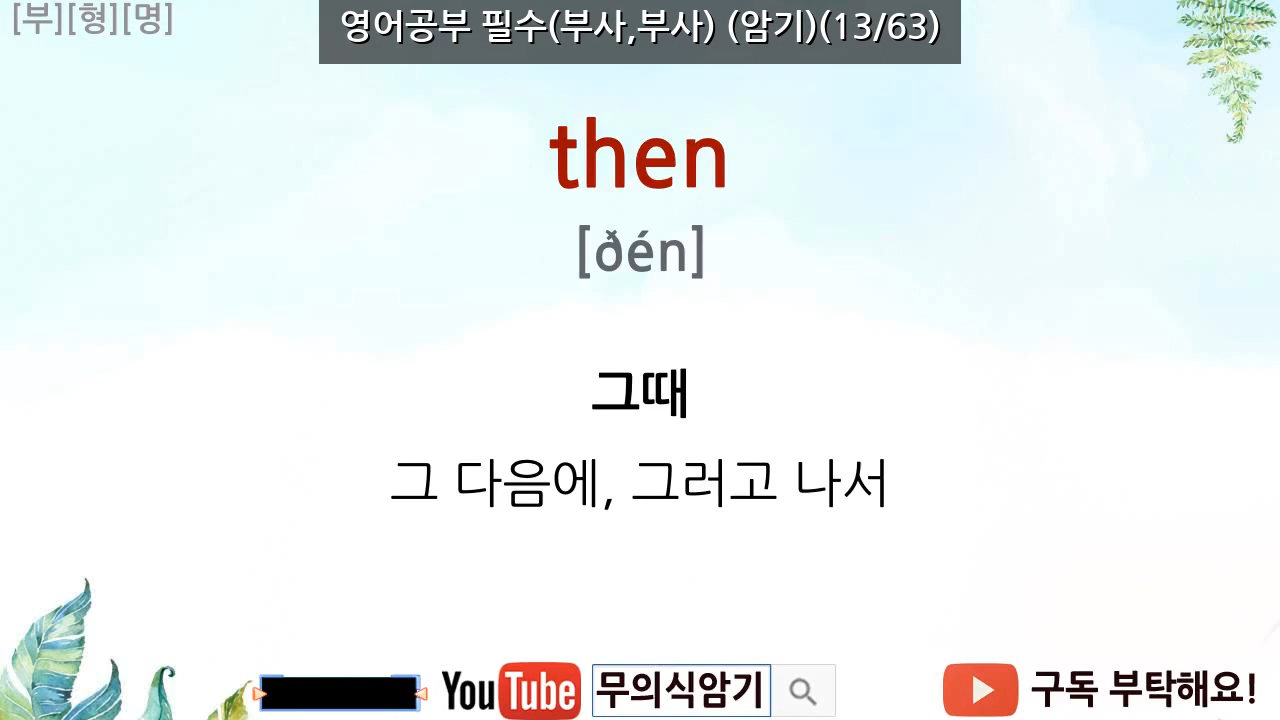 [부][형][명]
영어공부 필수(부사,부사) (암기)(13/63)
then
[ðén]
그때
그 다음에, 그러고 나서
YouTube 무의식암기
구독 부탁해요!